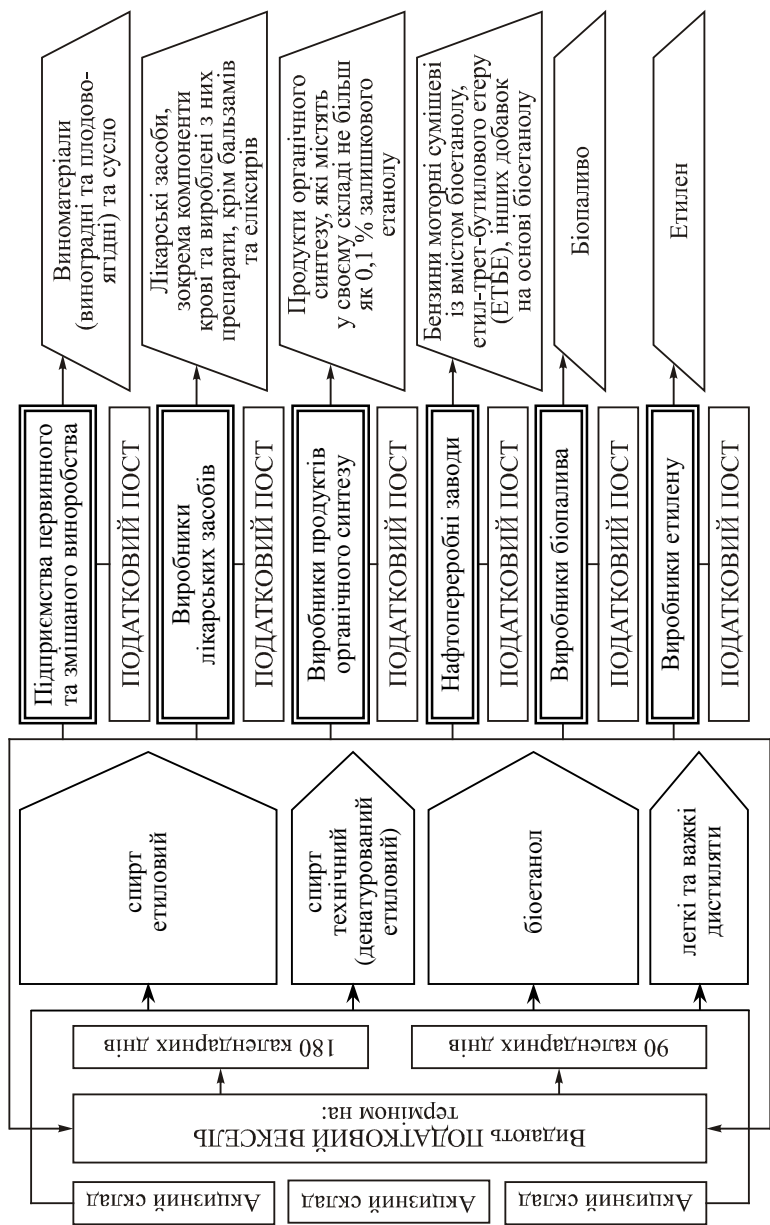 Акцизний склад
Акцизний склад
Акцизний склад
Видають ПОДАТКОВИЙ ВЕКСЕЛЬ
терміном на:
180 календарних днів
90 календарних днів
спирт
етиловий
спирт
технічний
(денатурований
етиловий)
біоетанол
легкі та важкі
дистиляти
Підприємства первинного
та змішаного виноробства
ПОДАТКОВИЙ ПОСТ
Виробники
лікарських засобів
ПОДАТКОВИЙ ПОСТ
Виробники продуктів
органічного синтезу
ПОДАТКОВИЙ ПОСТ
Нафтопереробні заводи
ПОДАТКОВИЙ ПОСТ
Виробники біопалива
ПОДАТКОВИЙ ПОСТ
Виробники етилену
ПОДАТКОВИЙ ПОСТ
Виноматеріали
(виноградні та плодово-
ягідні) та сусло
Лікарські засоби,
зокрема компоненти
крові та вироблені з них
препарати, крім бальзамів
та еліксирів
Продукти органічного
синтезу, які містять
у своєму складі не більш
як 0,1 % залишкового
етанолу
Бензини моторні сумішеві
із вмістом біоетанолу,
етил-трет-бутилового етеру
(ЕТБЕ), інших добавок
на основі біоетанолу
Біопаливо
Етилен